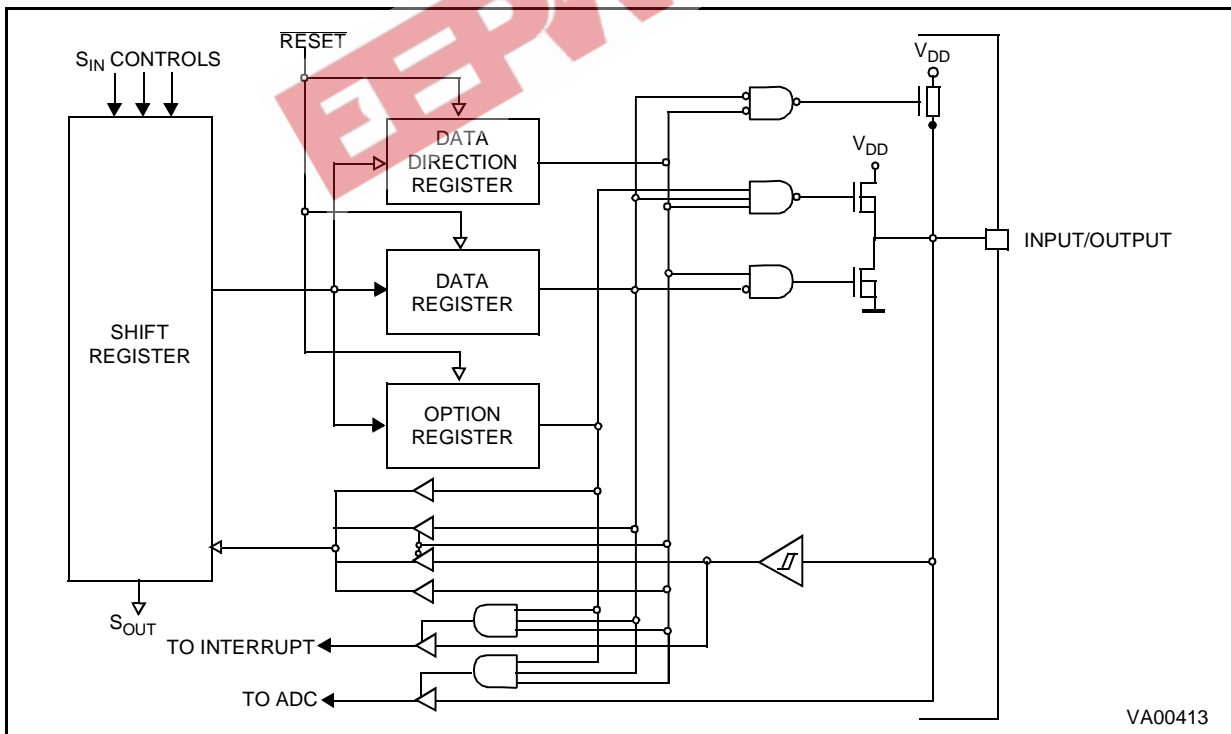 RESET
S_IN CONTROLS
V_DD
DATA
DIRECTION
REGISTER
V_DD
INPUT/OUTPUT
DATA
REGISTER
SHIFT
REGISTER
OPTION
REGISTER
S_OUT
TO INTERRUPT
TO ADC
VA00413